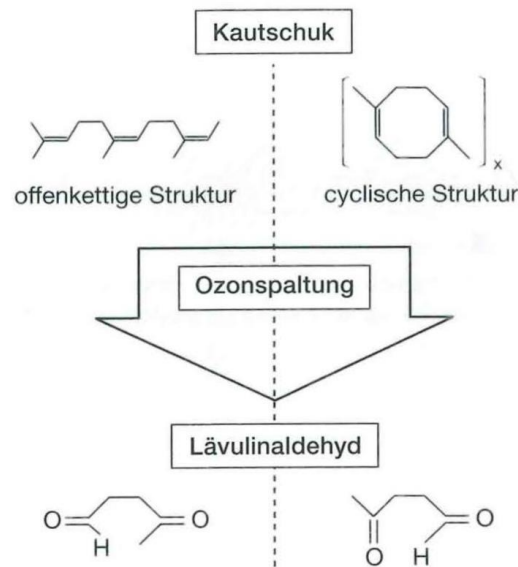 Kautschuk
x
offenkettige Struktur
cyclische Struktur
Ozonspaltung
Lävulinaldehyd
O
H
O
O
H
O